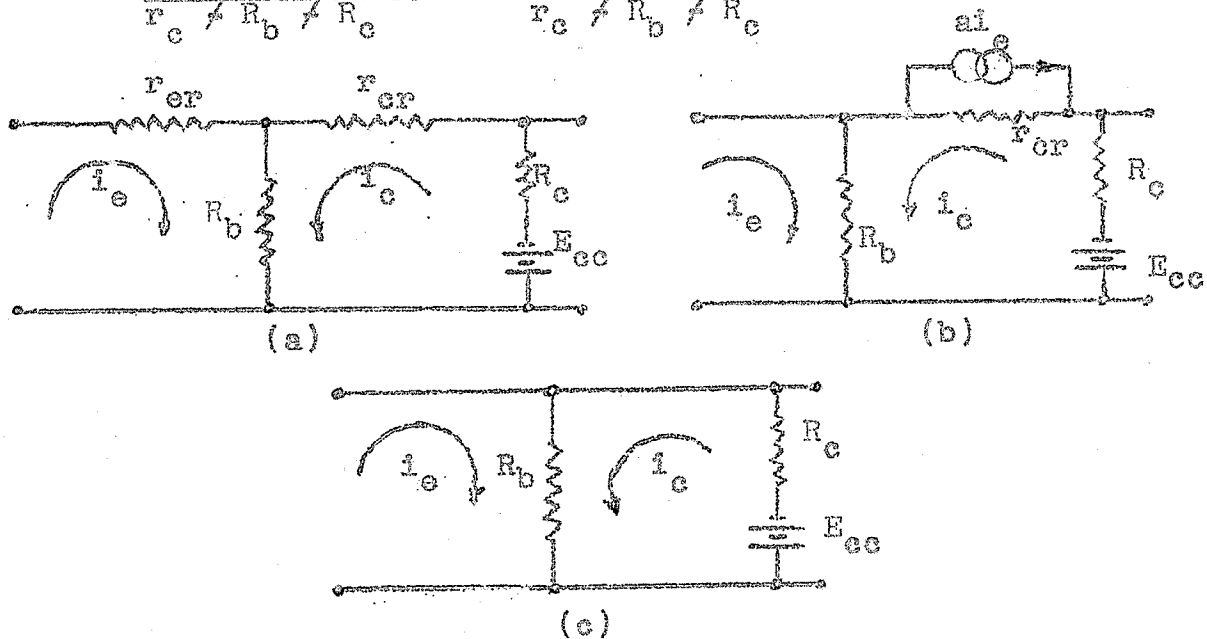 r_c ≠ R_b ≠ R_c r_c ≠ R_b ≠ R_c
ai_e
r_er r_cr
i_e R_b i_c R_c
E_cc
(a)
r_cr
i_e R_b i_c R_c
E_cc
(b)
i_e R_b i_c R_c
E_cc
(c)